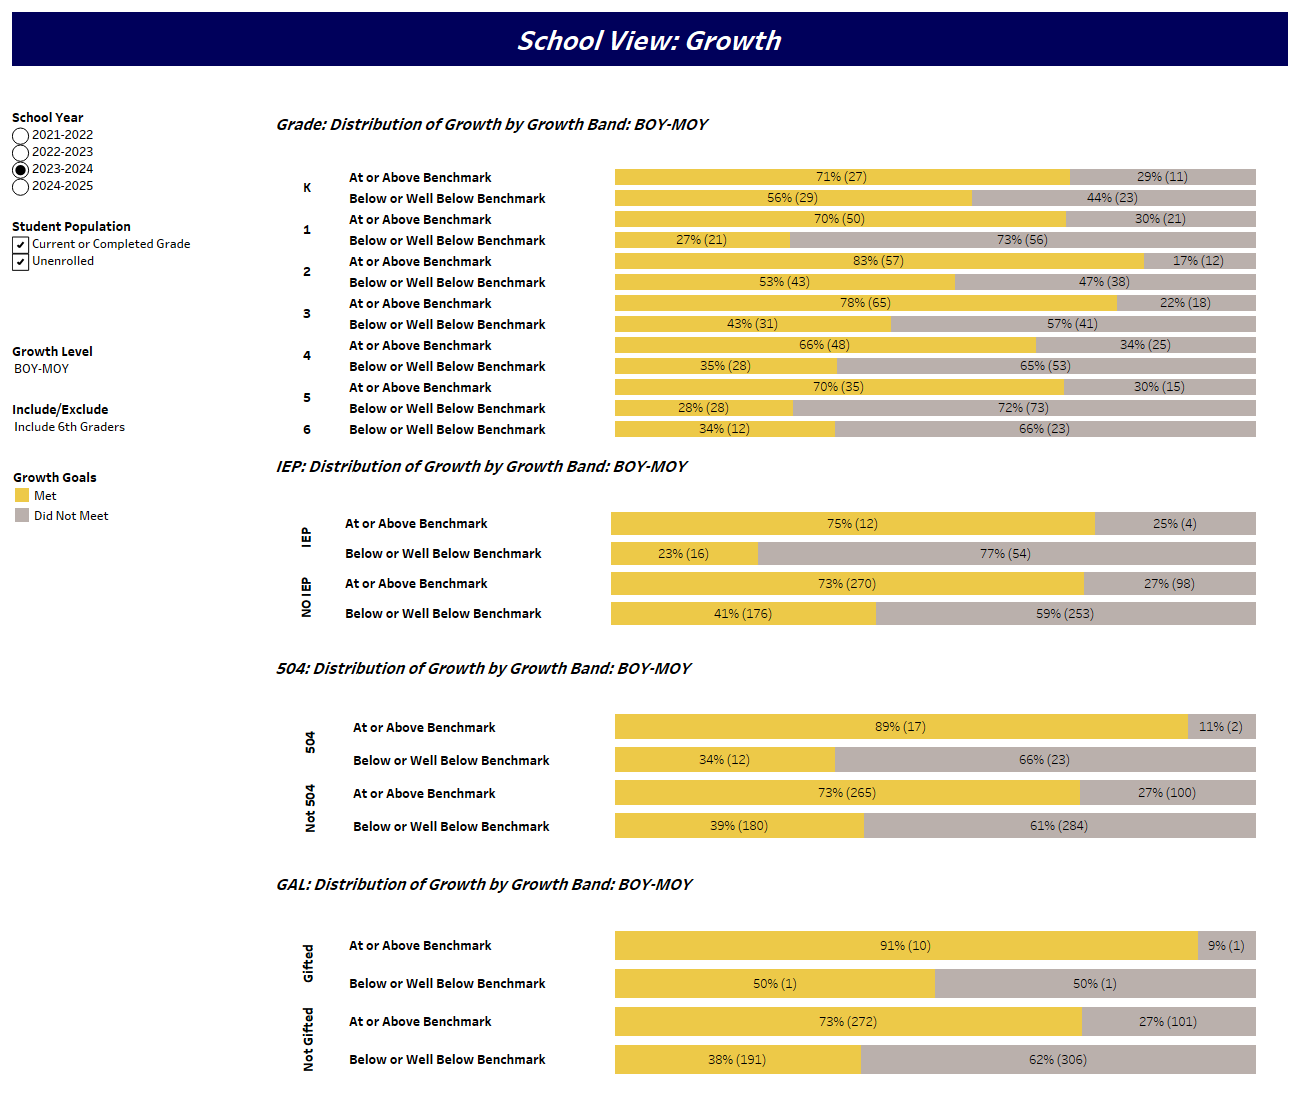 School View: Growth
School Year
2021-2022
2022-2023
2023-2024
2024-2025
Student Population
Current or Completed Grade
Unenrolled
Growth Level
BOY-MOY
Include/Exclude
Include 6th Graders
Growth Goals
Met
Did Not Meet
Grade: Distribution of Growth by Growth Band: BOY-MOY
K
At or Above Benchmark 71% (27) 29% (11)
Below or Well Below Benchmark 56% (29) 44% (23)
1
At or Above Benchmark 70% (50) 30% (21)
Below or Well Below Benchmark 27% (21) 73% (56)
2
At or Above Benchmark 83% (57) 17% (12)
Below or Well Below Benchmark 53% (43) 47% (38)
3
At or Above Benchmark 78% (65) 22% (18)
Below or Well Below Benchmark 43% (31) 57% (41)
4
At or Above Benchmark 66% (48) 34% (25)
Below or Well Below Benchmark 35% (28) 65% (53)
5
At or Above Benchmark 70% (35) 30% (15)
Below or Well Below Benchmark 28% (28) 72% (73)
6 Below or Well Below Benchmark 34% (12) 66% (23)
IEP: Distribution of Growth by Growth Band: BOY-MOY
IEP
At or Above Benchmark 75% (12) 25% (4)
Below or Well Below Benchmark 23% (16) 77% (54)
NO IEP
At or Above Benchmark 73% (270) 27% (98)
Below or Well Below Benchmark 41% (176) 59% (253)
504: Distribution of Growth by Growth Band: BOY-MOY
504
At or Above Benchmark 89% (17) 11% (2)
Below or Well Below Benchmark 34% (12) 66% (23)
Not 504
At or Above Benchmark 73% (265) 27% (100)
Below or Well Below Benchmark 39% (180) 61% (284)
GAL: Distribution of Growth by Growth Band: BOY-MOY
Gifted
At or Above Benchmark 91% (10) 9% (1)
Below or Well Below Benchmark 50% (1) 50% (1)
Not Gifted
At or Above Benchmark 73% (272) 27% (101)
Below or Well Below Benchmark 38% (191) 62% (306)